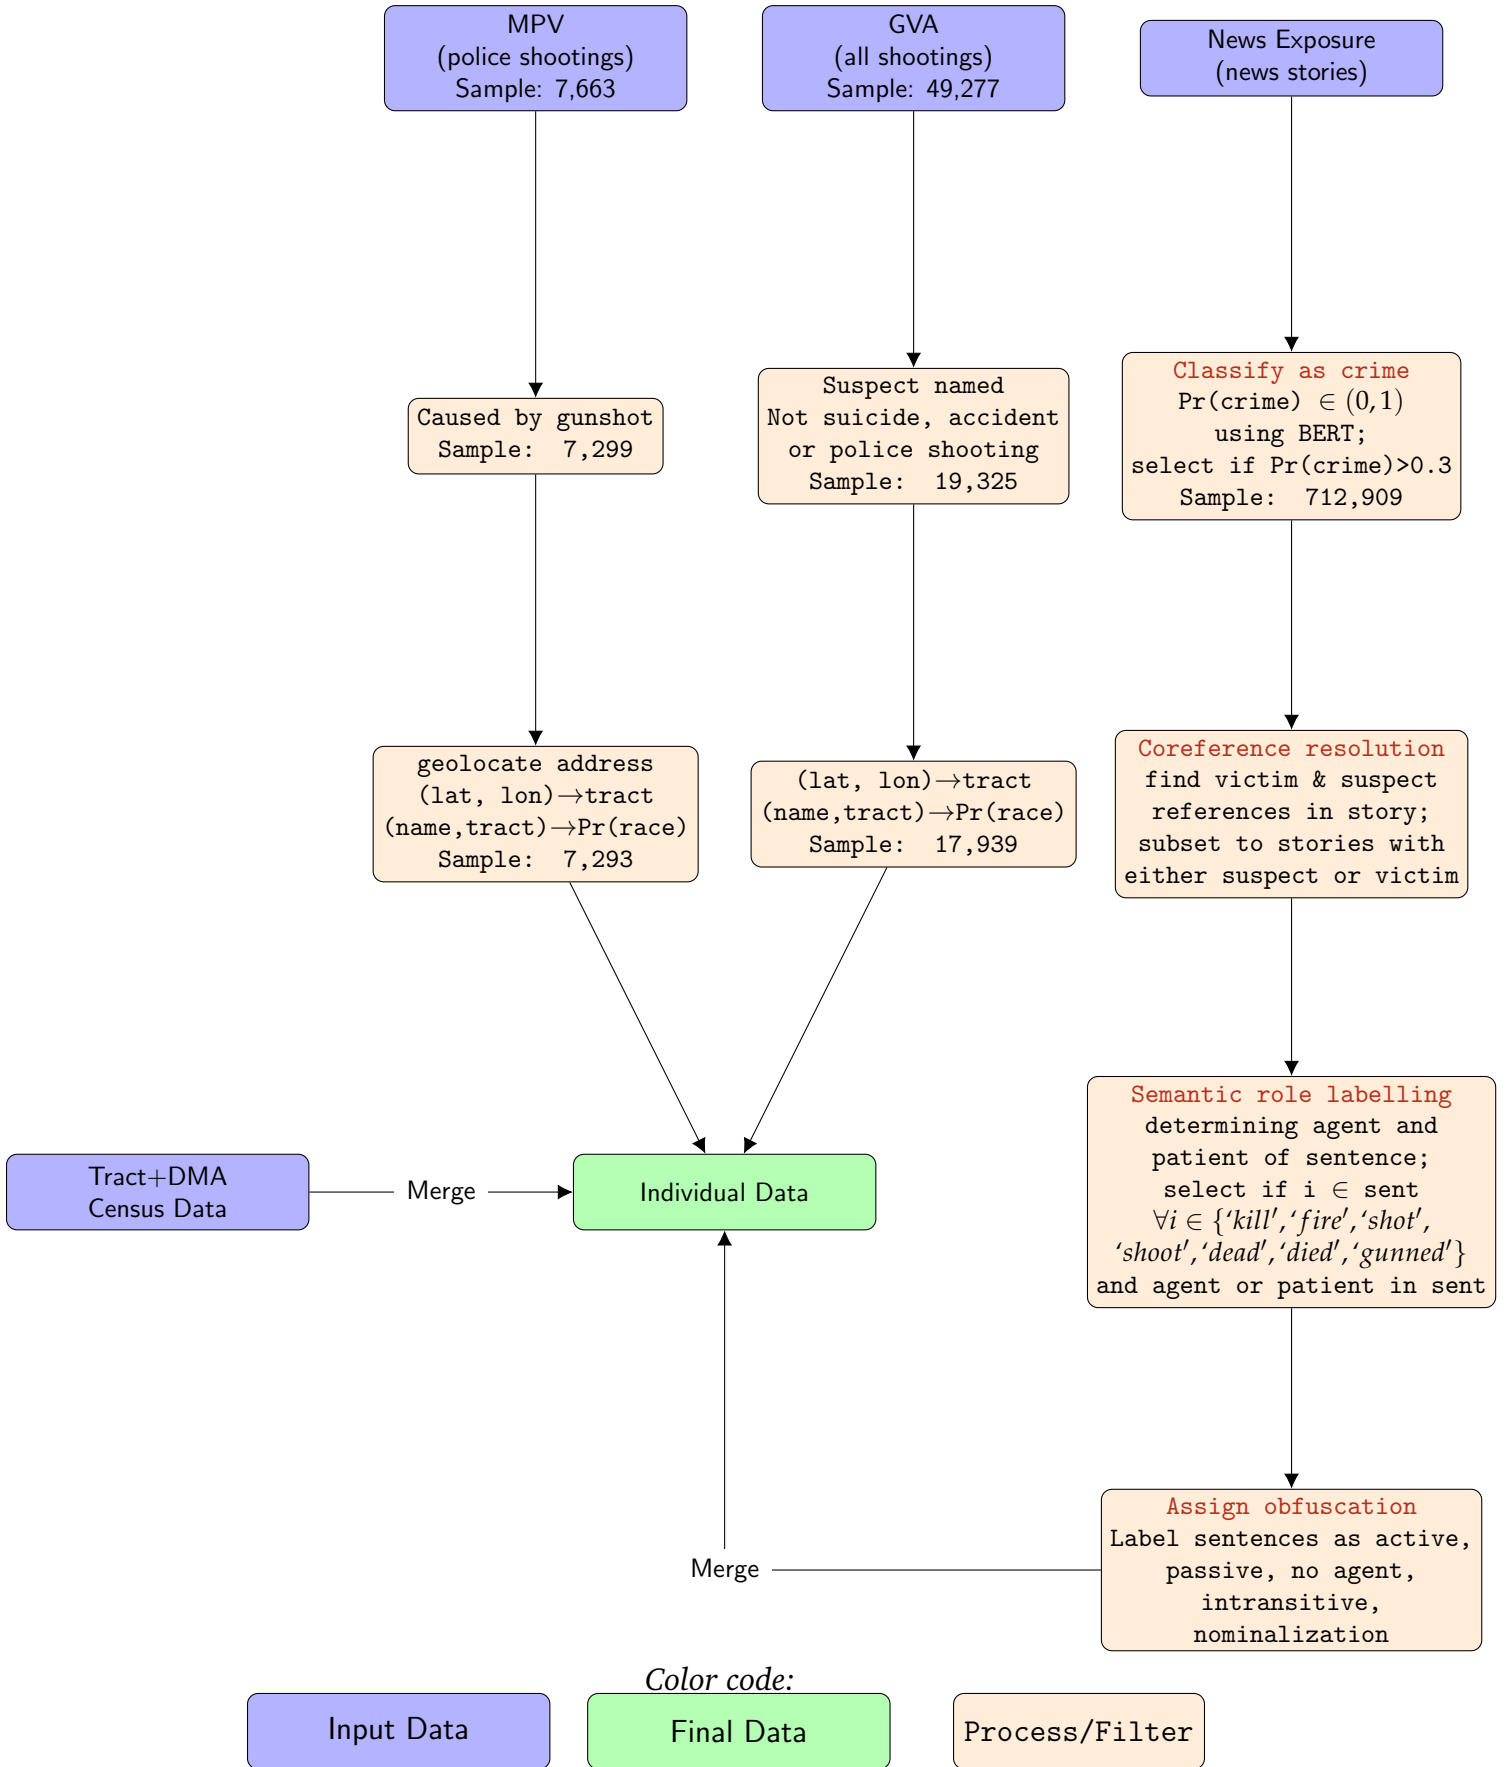 MPV
(police shootings)
Sample: 7,663
GVA
(all shootings)
Sample: 49,277
News Exposure
(news stories)
Caused by gunshot
Sample: 7,299
Suspect named
Not suicide, accident
or police shooting
Sample: 19,325
Classify as crime
Pr(crime) ∈ (0, 1)
using BERT;
select if Pr(crime)>0.3
Sample: 712,909
geolocate address
(lat, lon)→tract
(name,tract)→Pr(race)
Sample: 7,293
(lat, lon)→tract
(name,tract)→Pr(race)
Sample: 17,939
Coreference resolution
find victim & suspect
references in story;
subset to stories with
either suspect or victim
Tract+DMA
Census Data
Merge
Individual Data
Semantic role labelling
determining agent and
patient of sentence;
select if i ∈ sent
∀i ∈ {‘kill′, ‘fire′, ‘shot′,
‘shoot′, ‘dead′, ‘died′, ‘gunned′}
and agent or patient in sent
Merge
Assign obfuscation
Label sentences as active,
passive, no agent,
intransitive,
nominalization
Color code:
Input Data
Final Data
Process/Filter